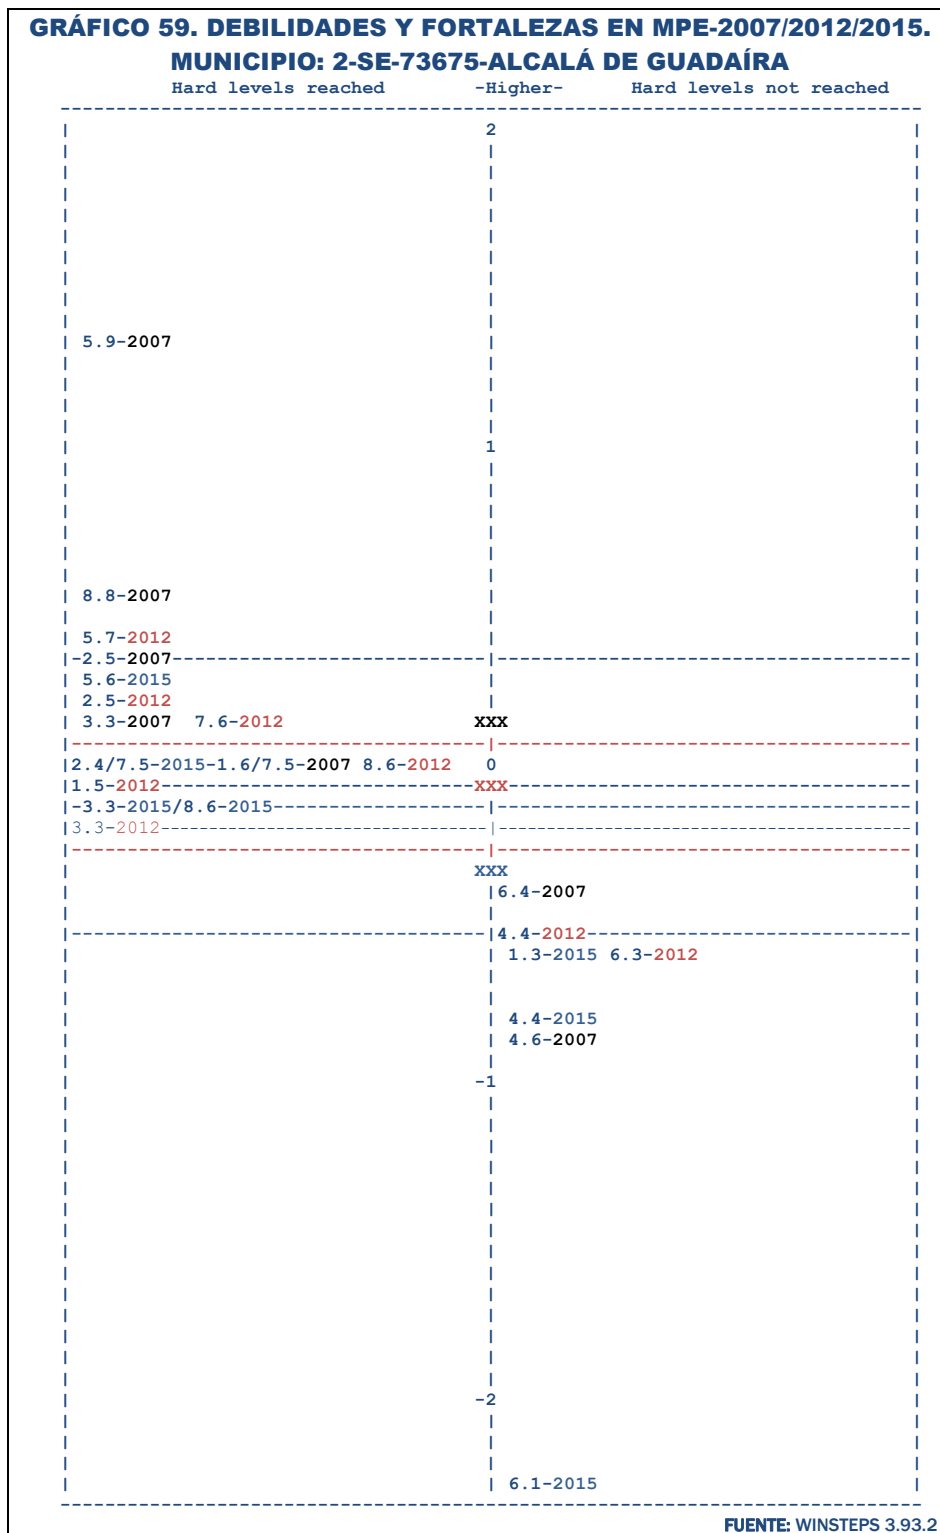 GRÁFICO 59. DEBILIDADES Y FORTALEZAS EN MPE-2007/2012/2015.
MUNICIPIO: 2-SE-73675-ALCALÁ DE GUADAÍRA
Hard levels reached -Higher- Hard levels not reached
2
5.9-2007
1
8.8-2007
5.7-2012
-2.5-2007
5.6-2015
2.5-2012
3.3-2007 7.6-2012 XXX
2.4/7.5-2015-1.6/7.5-2007 8.6-2012 0
1.5-2012 XXX
-3.3-2015/8.6-2015
3.3-2012
XXX
6.4-2007
4.4-2012
1.3-2015 6.3-2012
4.4-2015
4.6-2007
-1
-2
6.1-2015
FUENTE: WINSTEPS 3.93.2